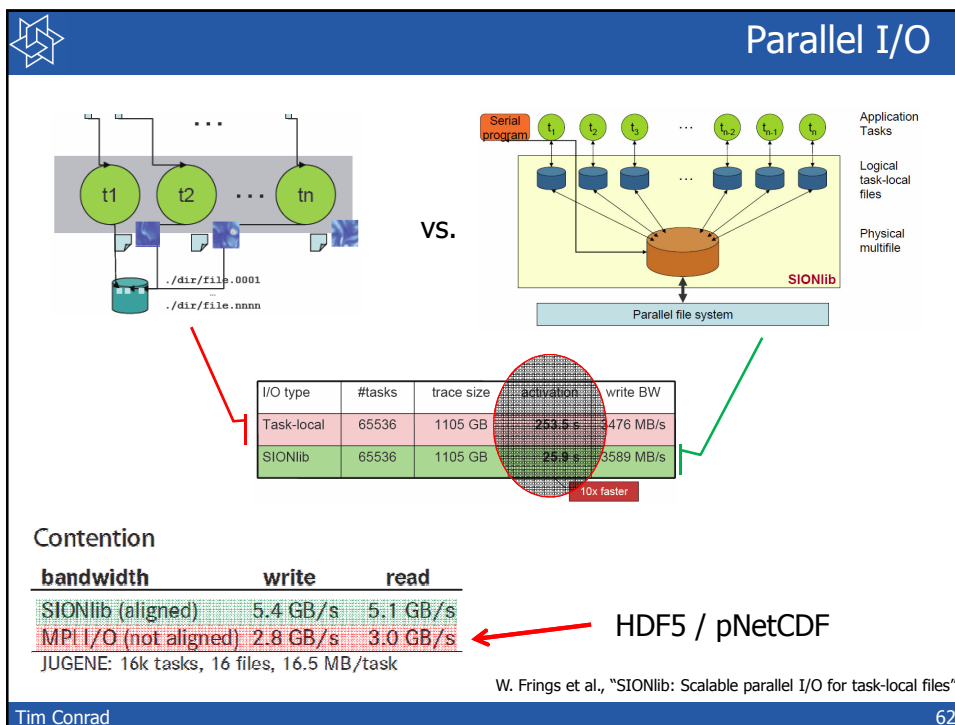 Parallel I/O
...
t1 t2 ... tn
./dir/file.0001
...
./dir/file.nnnn
vs.
Serial program
t1 t2 t3 ... tn-2 tn-1 tn
Application Tasks
...
Logical task-local files
Physical multifile
SIONlib
Parallel file system
I/O type #tasks trace size activation write BW
Task-local 65536 1105 GB 253.5 s 3476 MB/s
SIONlib 65536 1105 GB 25.9 s 3589 MB/s
10x faster
Contention
bandwidth write read
SIONlib (aligned) 5.4 GB/s 5.1 GB/s
MPI I/O (not aligned) 2.8 GB/s 3.0 GB/s
JUGENE: 16k tasks, 16 files, 16.5 MB/task
HDF5 / pNetCDF
W. Frings et al., “SIONlib: Scalable parallel I/O for task-local files”
Tim Conrad 62